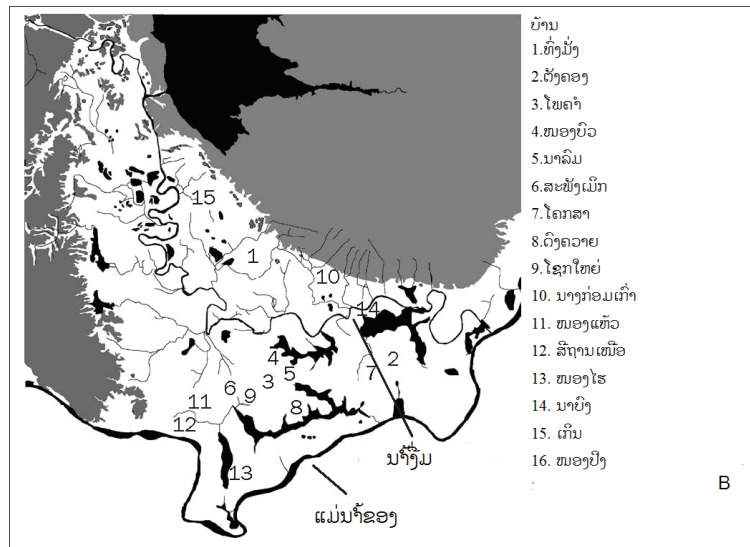 ບ້ານ
1.ທົ່ງມັ່ງ
2.ຕັງຄອງ
3.ໂພຄຳ
4.ໜອງບົວ
5.ນາລົມ
6.ສະພັງເມິກ
7.ໂຄກສາ
8.ດົງຄວາຍ
9.ໂຊກໃຫຍ່
10. ນາງກ່ອມເກົ່າ
11. ໜອງແຫ້ວ
12. ສີຖານເໜືອ
13. ໜອງໄຮ
14. ນາບົງ
15. ເກິນ
16. ໜອງປິງ
15
1
10
14
4
5
7
2
3
6
9
8
11
12
13
ນ້ຳງື່ມ
ແມ່ນ້ຳຂອງ
B